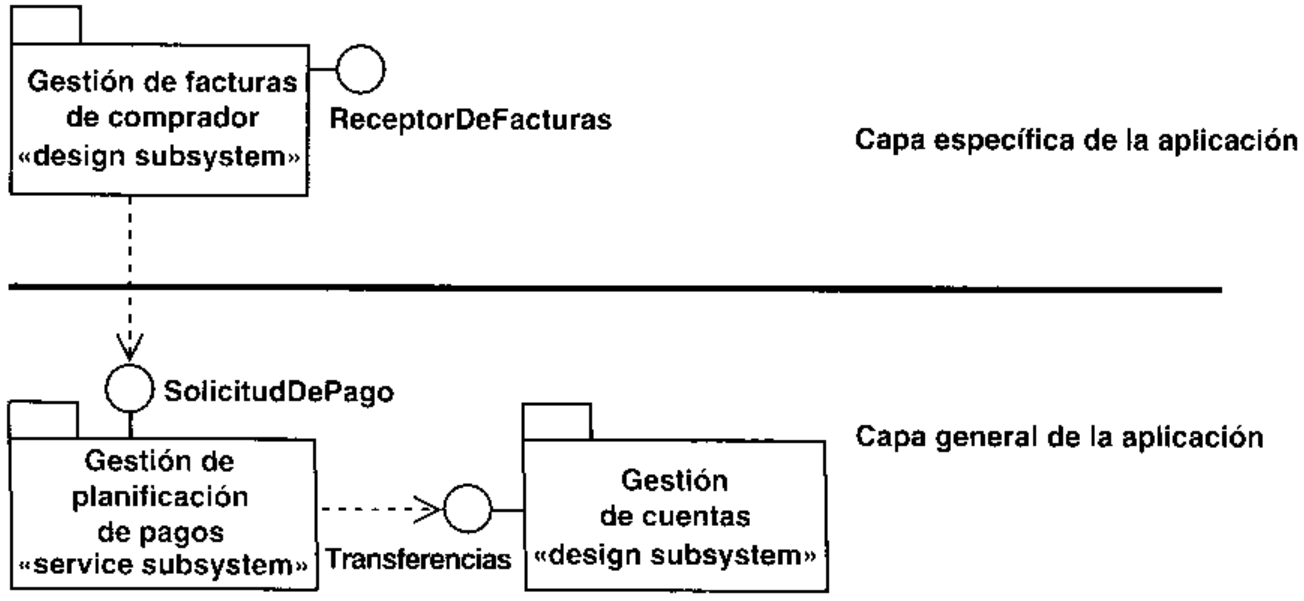 Gestión de facturas
de comprador
«design subsystem»
ReceptorDeFacturas
Capa específica de la aplicación
SolicitudDePago
Gestión de
planificación
de pagos
«service subsystem»
Transferencias
Gestión
de cuentas
«design subsystem»
Capa general de la aplicación